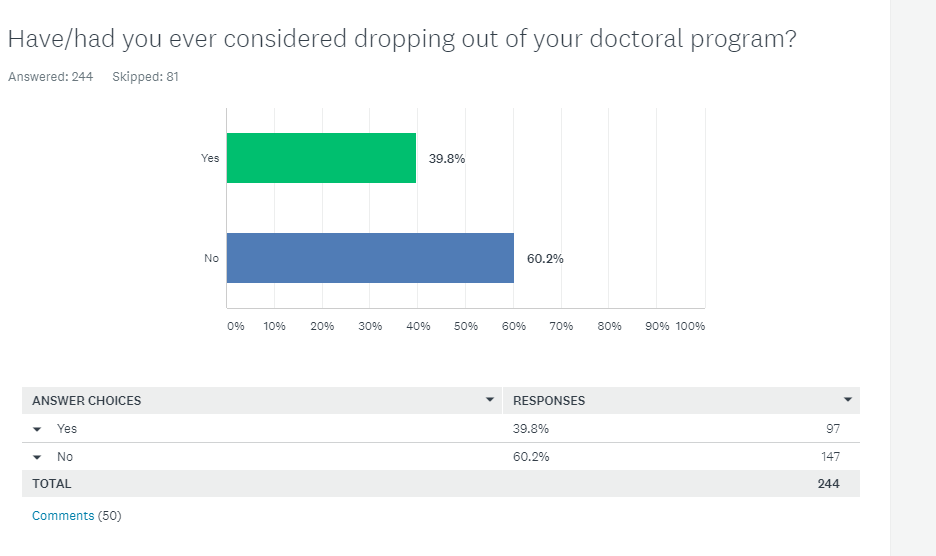 Have/had you ever considered dropping out of your doctoral program?
Answered: 244 Skipped: 81
Yes 39.8%
No 60.2%
0% 10% 20% 30% 40% 50% 60% 70% 80% 90% 100%
ANSWER CHOICES RESPONSES
Yes 39.8% 97
No 60.2% 147
TOTAL 244
Comments (50)